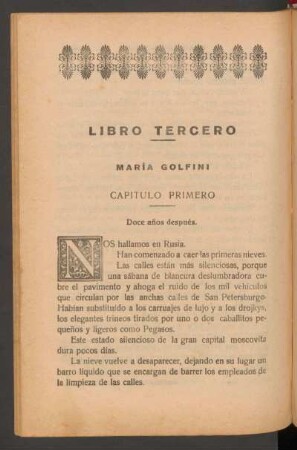 LIBRO TERCERO
MARÍA GOLFINI
CAPITULO PRIMERO
Doce años después.
NOS hallamos en Rusia.
Han comenzado a caer las primeras nieves.
Las calles están más silenciosas, porque
una sábana de blancura deslumbradora cu-
bre el pavimento y ahoga el ruido de los mil vehículos
que circulan por las anchas calles de San Petersburgo.
Habían substituído a los carruajes de lujo y a los drojkys,
los elegantes trineos tirados por uno o dos caballitos pe-
queños y ligeros como Pegasos.
Este estado silencioso de la gran capital moscovita
dura pocos días.
La nieve vuelve a desaparecer, dejando en su lugar un
barro líquido que se encargan de barrer los empleados de
la limpieza de las calles.